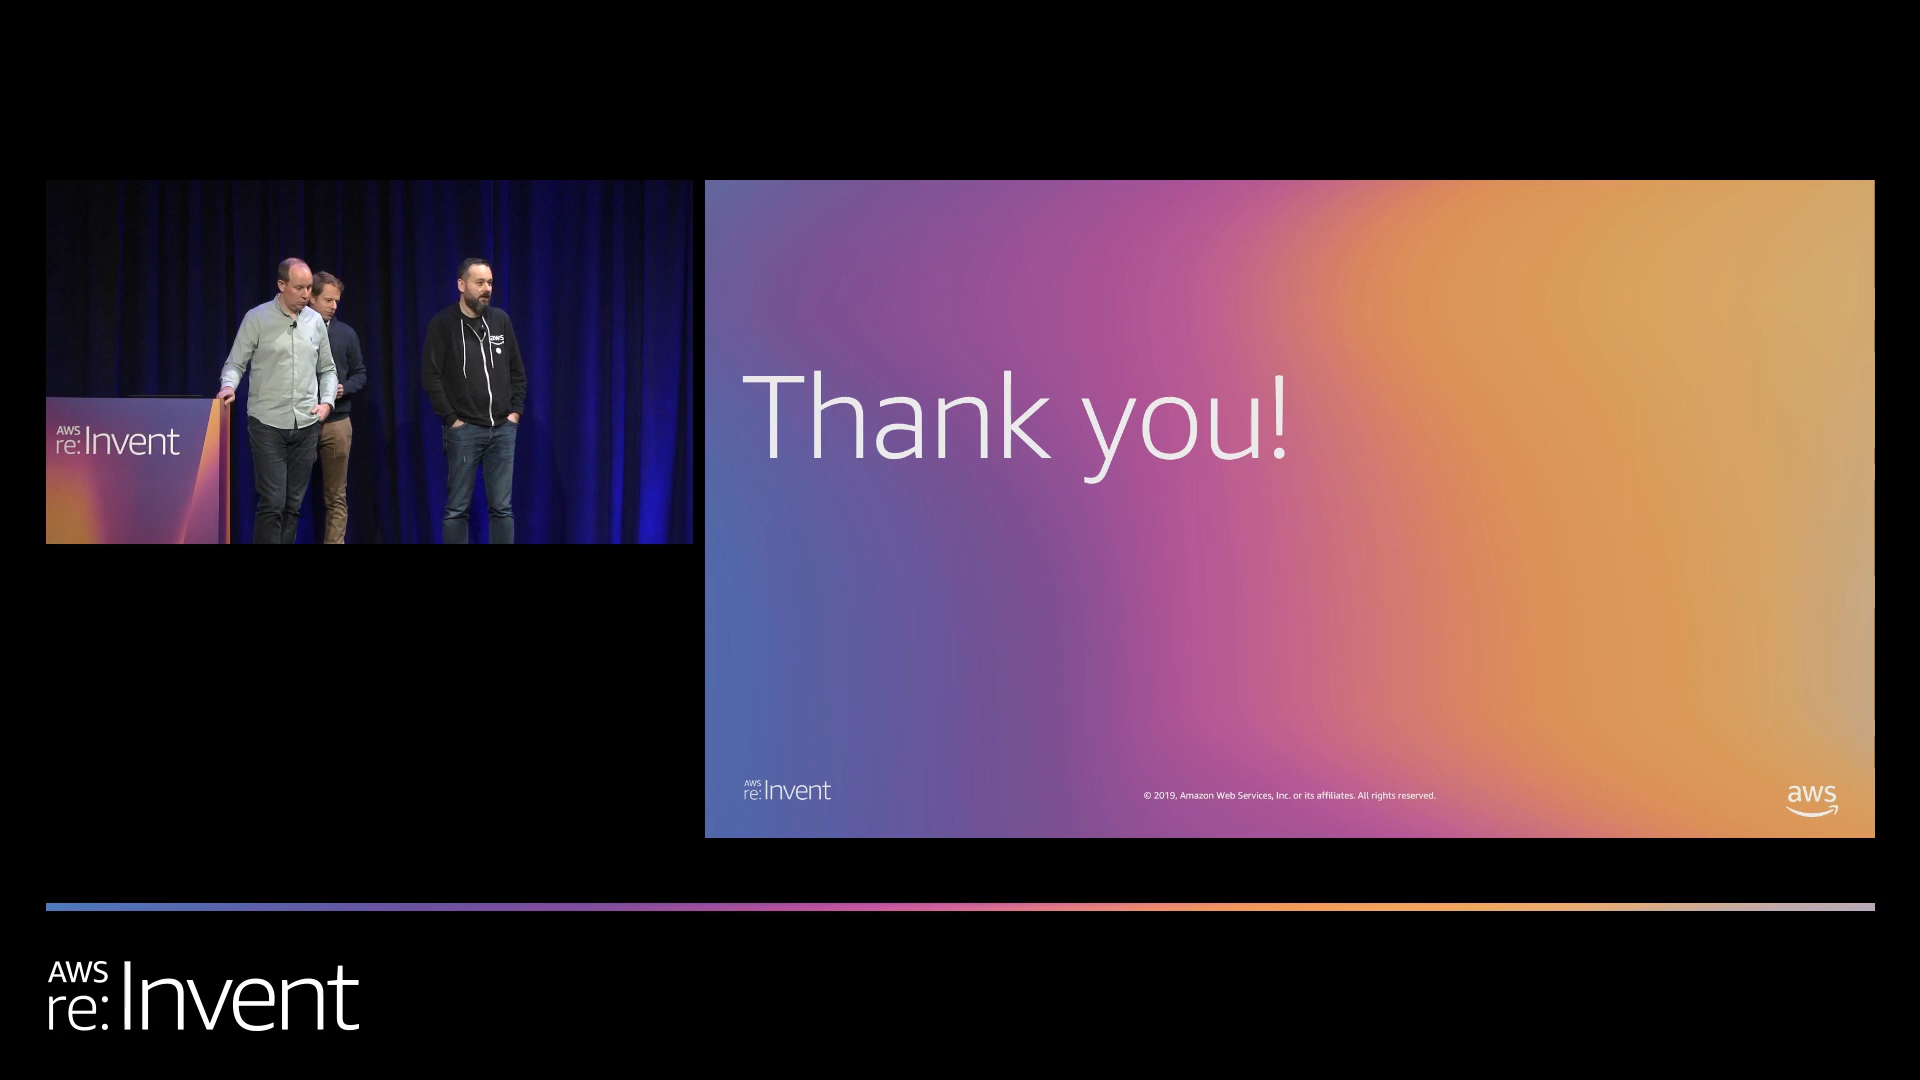 AWS
re:Invent
aws
Thank you!
AWS
re:Invent
© 2019, Amazon Web Services, Inc. or its affiliates. All rights reserved.
aws
AWS
re:Invent